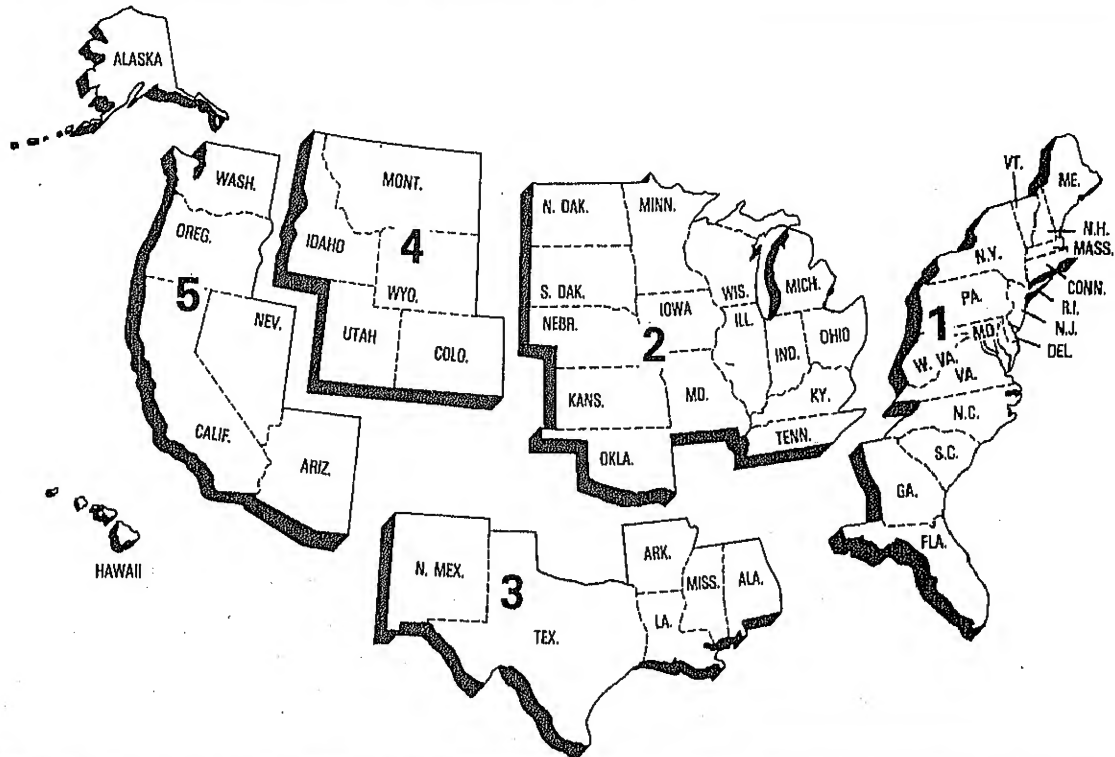 ALASKA
WASH.
OREG.
5
NEV.
CALIF.
ARIZ.
HAWAII
MONT.
IDAHO
4
WYO.
UTAH
COLO.
N. DAK.
MINN.
S. DAK.
WIS.
MICH.
NEBR.
IOWA
2
ILL.
IND.
OHIO
KANS.
MO.
KY.
TENN.
OKLA.
N. MEX.
3
TEX.
ARK.
LA.
MISS.
ALA.
VT.
ME.
N.H.
MASS.
N.Y.
CONN.
R.I.
N.J.
DEL.
PA.
1
MD.
W. VA.
VA.
N.C.
S.C.
GA.
FLA.